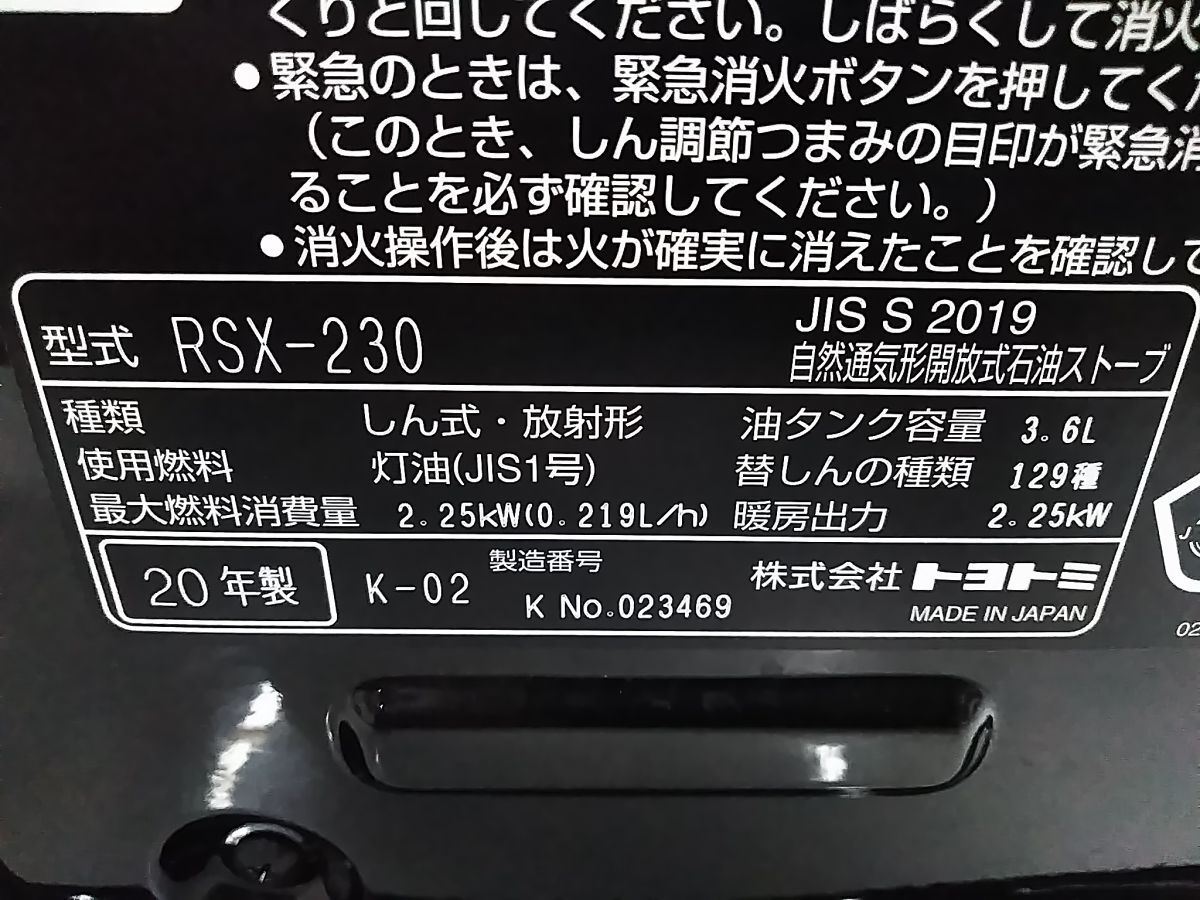 くりと回してください。しばらくして消火
●緊急のときは、緊急消火ボタンを押してくだ
(このとき、しん調節つまみの目印が緊急消
ることを必ず確認してください。)
●消火操作後は火が確実に消えたことを確認して
型式 RSX-230
JIS S 2019
自然通気形開放式石油ストーブ
種類 しん式・放射形 油タンク容量 3.6L
使用燃料 灯油(JIS1号) 替しんの種類 129種
最大燃料消費量 2.25kW(0.219L/h) 暖房出力 2.25kW
20年製 K-02 製造番号 K No.023469
株式会社トヨトミ
MADE IN JAPAN
02